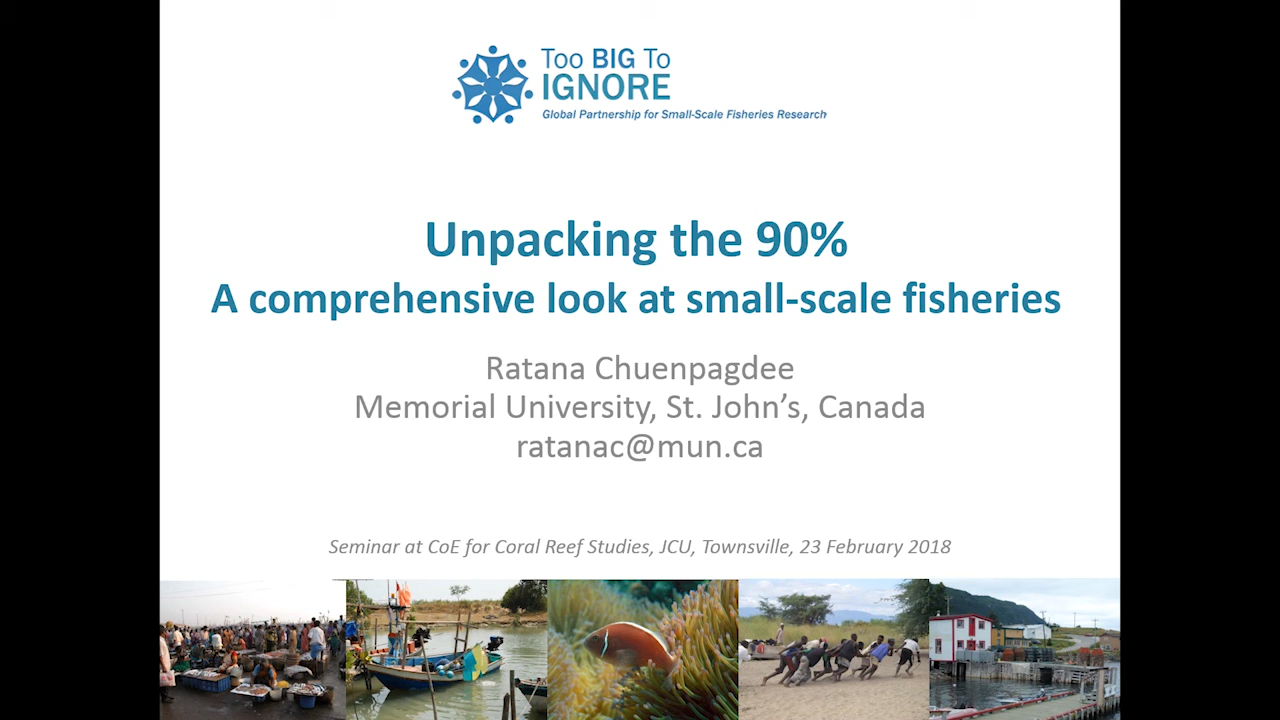 Too BIG To
IGNORE
Global Partnership for Small-Scale Fisheries Research
Unpacking the 90%
A comprehensive look at small-scale fisheries
Ratana Chuenpagdee
Memorial University, St. John’s, Canada
ratanac@mun.ca
Seminar at CoE for Coral Reef Studies, JCU, Townsville, 23 February 2018